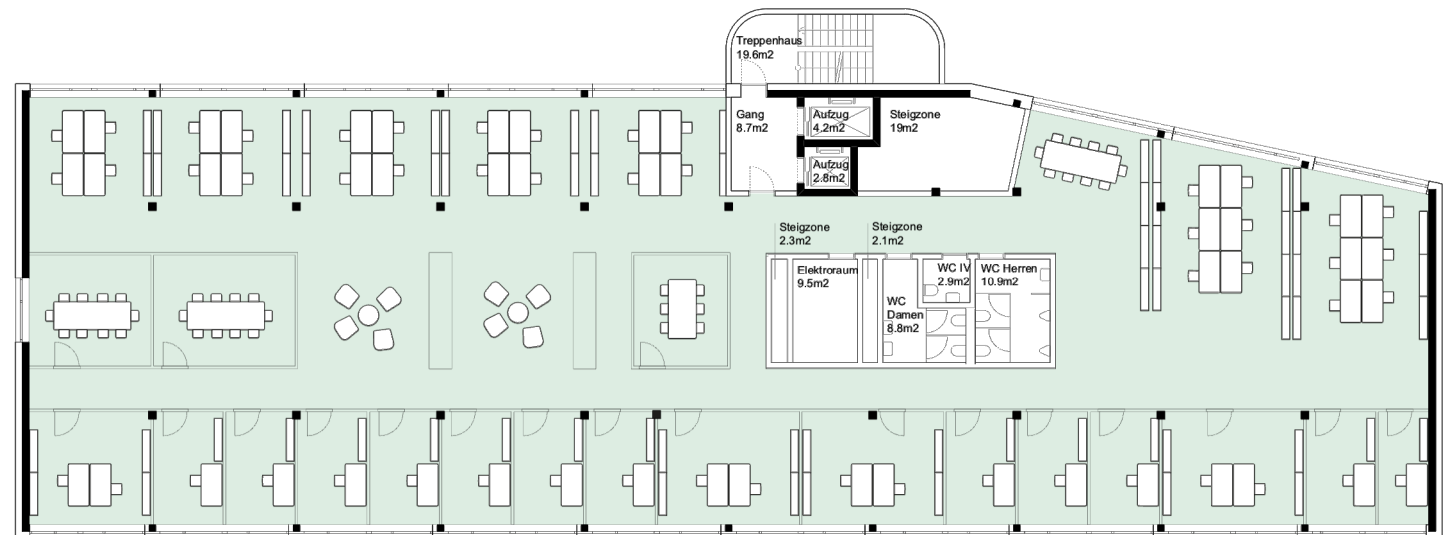 Treppenhaus
19.6m2
Gang
8.7m2
Aufzug
4.2m2
Steigzone
19m2
Aufzug
2.8m2
Steigzone
2.3m2
Steigzone
2.1m2
Elektroraum
9.5m2
WC
Damen
8.8m2
WC IV
2.9m2
WC Herren
10.9m2